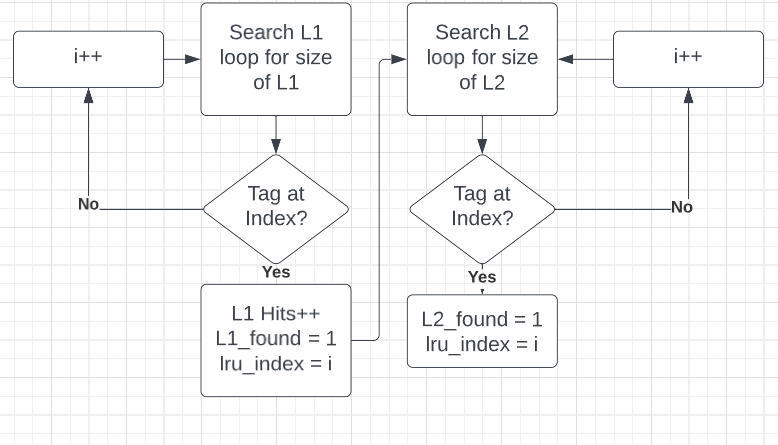 i++
Search L1
loop for size
of L1
Search L2
loop for size
of L2
i++
No
Tag at
Index?
Tag at
Index?
No
Yes
Yes
L1 Hits++
L1_found = 1
lru_index = i
L2_found = 1
lru_index = i